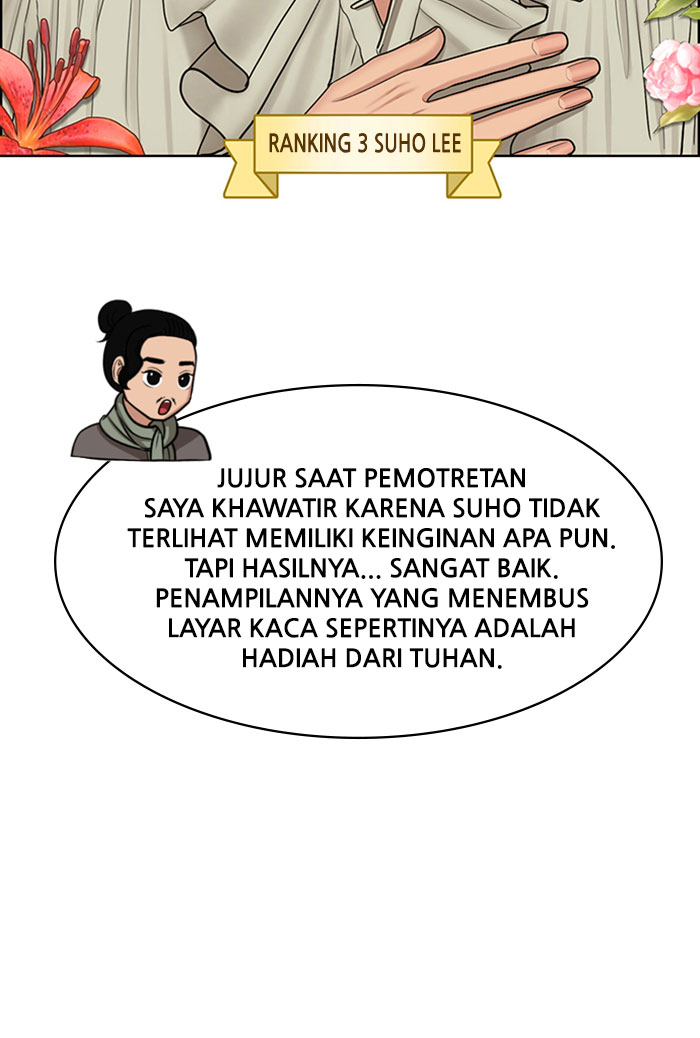 RANKING 3 SUHO LEE
JUJUR SAAT PEMOTRETAN
SAYA KHAWATIR KARENA SUHO TIDAK
TERLIHAT MEMILIKI KEINGINAN APA PUN.
TAPI HASILNYA... SANGAT BAIK.
PENAMPILANNYA YANG MENEMBUS
LAYAR KACA SEPERTINYA ADALAH
HADIAH DARI TUHAN.